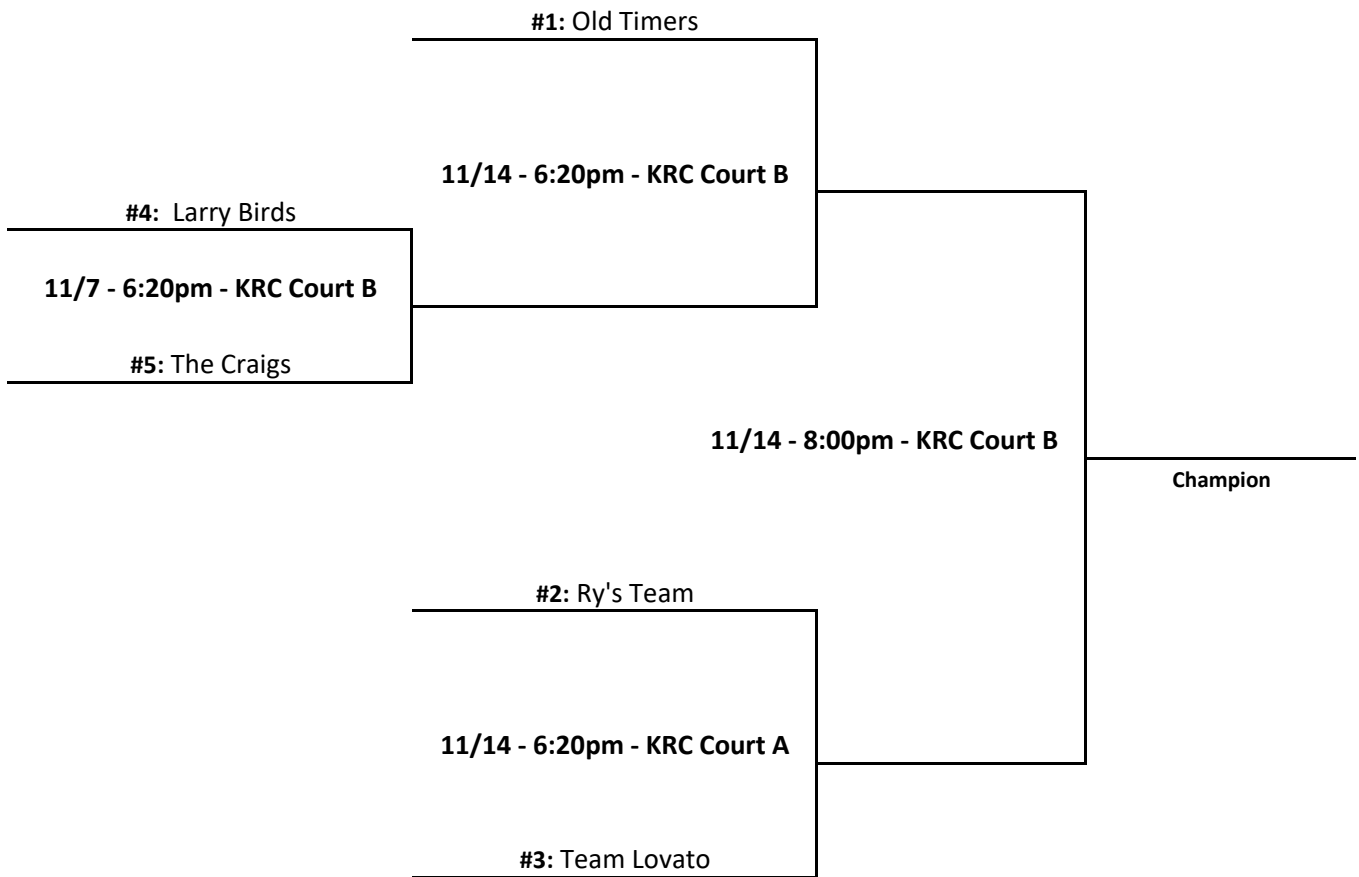 #1: Old Timers
11/14 - 6:20pm - KRC Court B
#4: Larry Birds
11/7 - 6:20pm - KRC Court B
#5: The Craigs
11/14 - 8:00pm - KRC Court B
Champion
#2: Ry's Team
11/14 - 6:20pm - KRC Court A
#3: Team Lovato